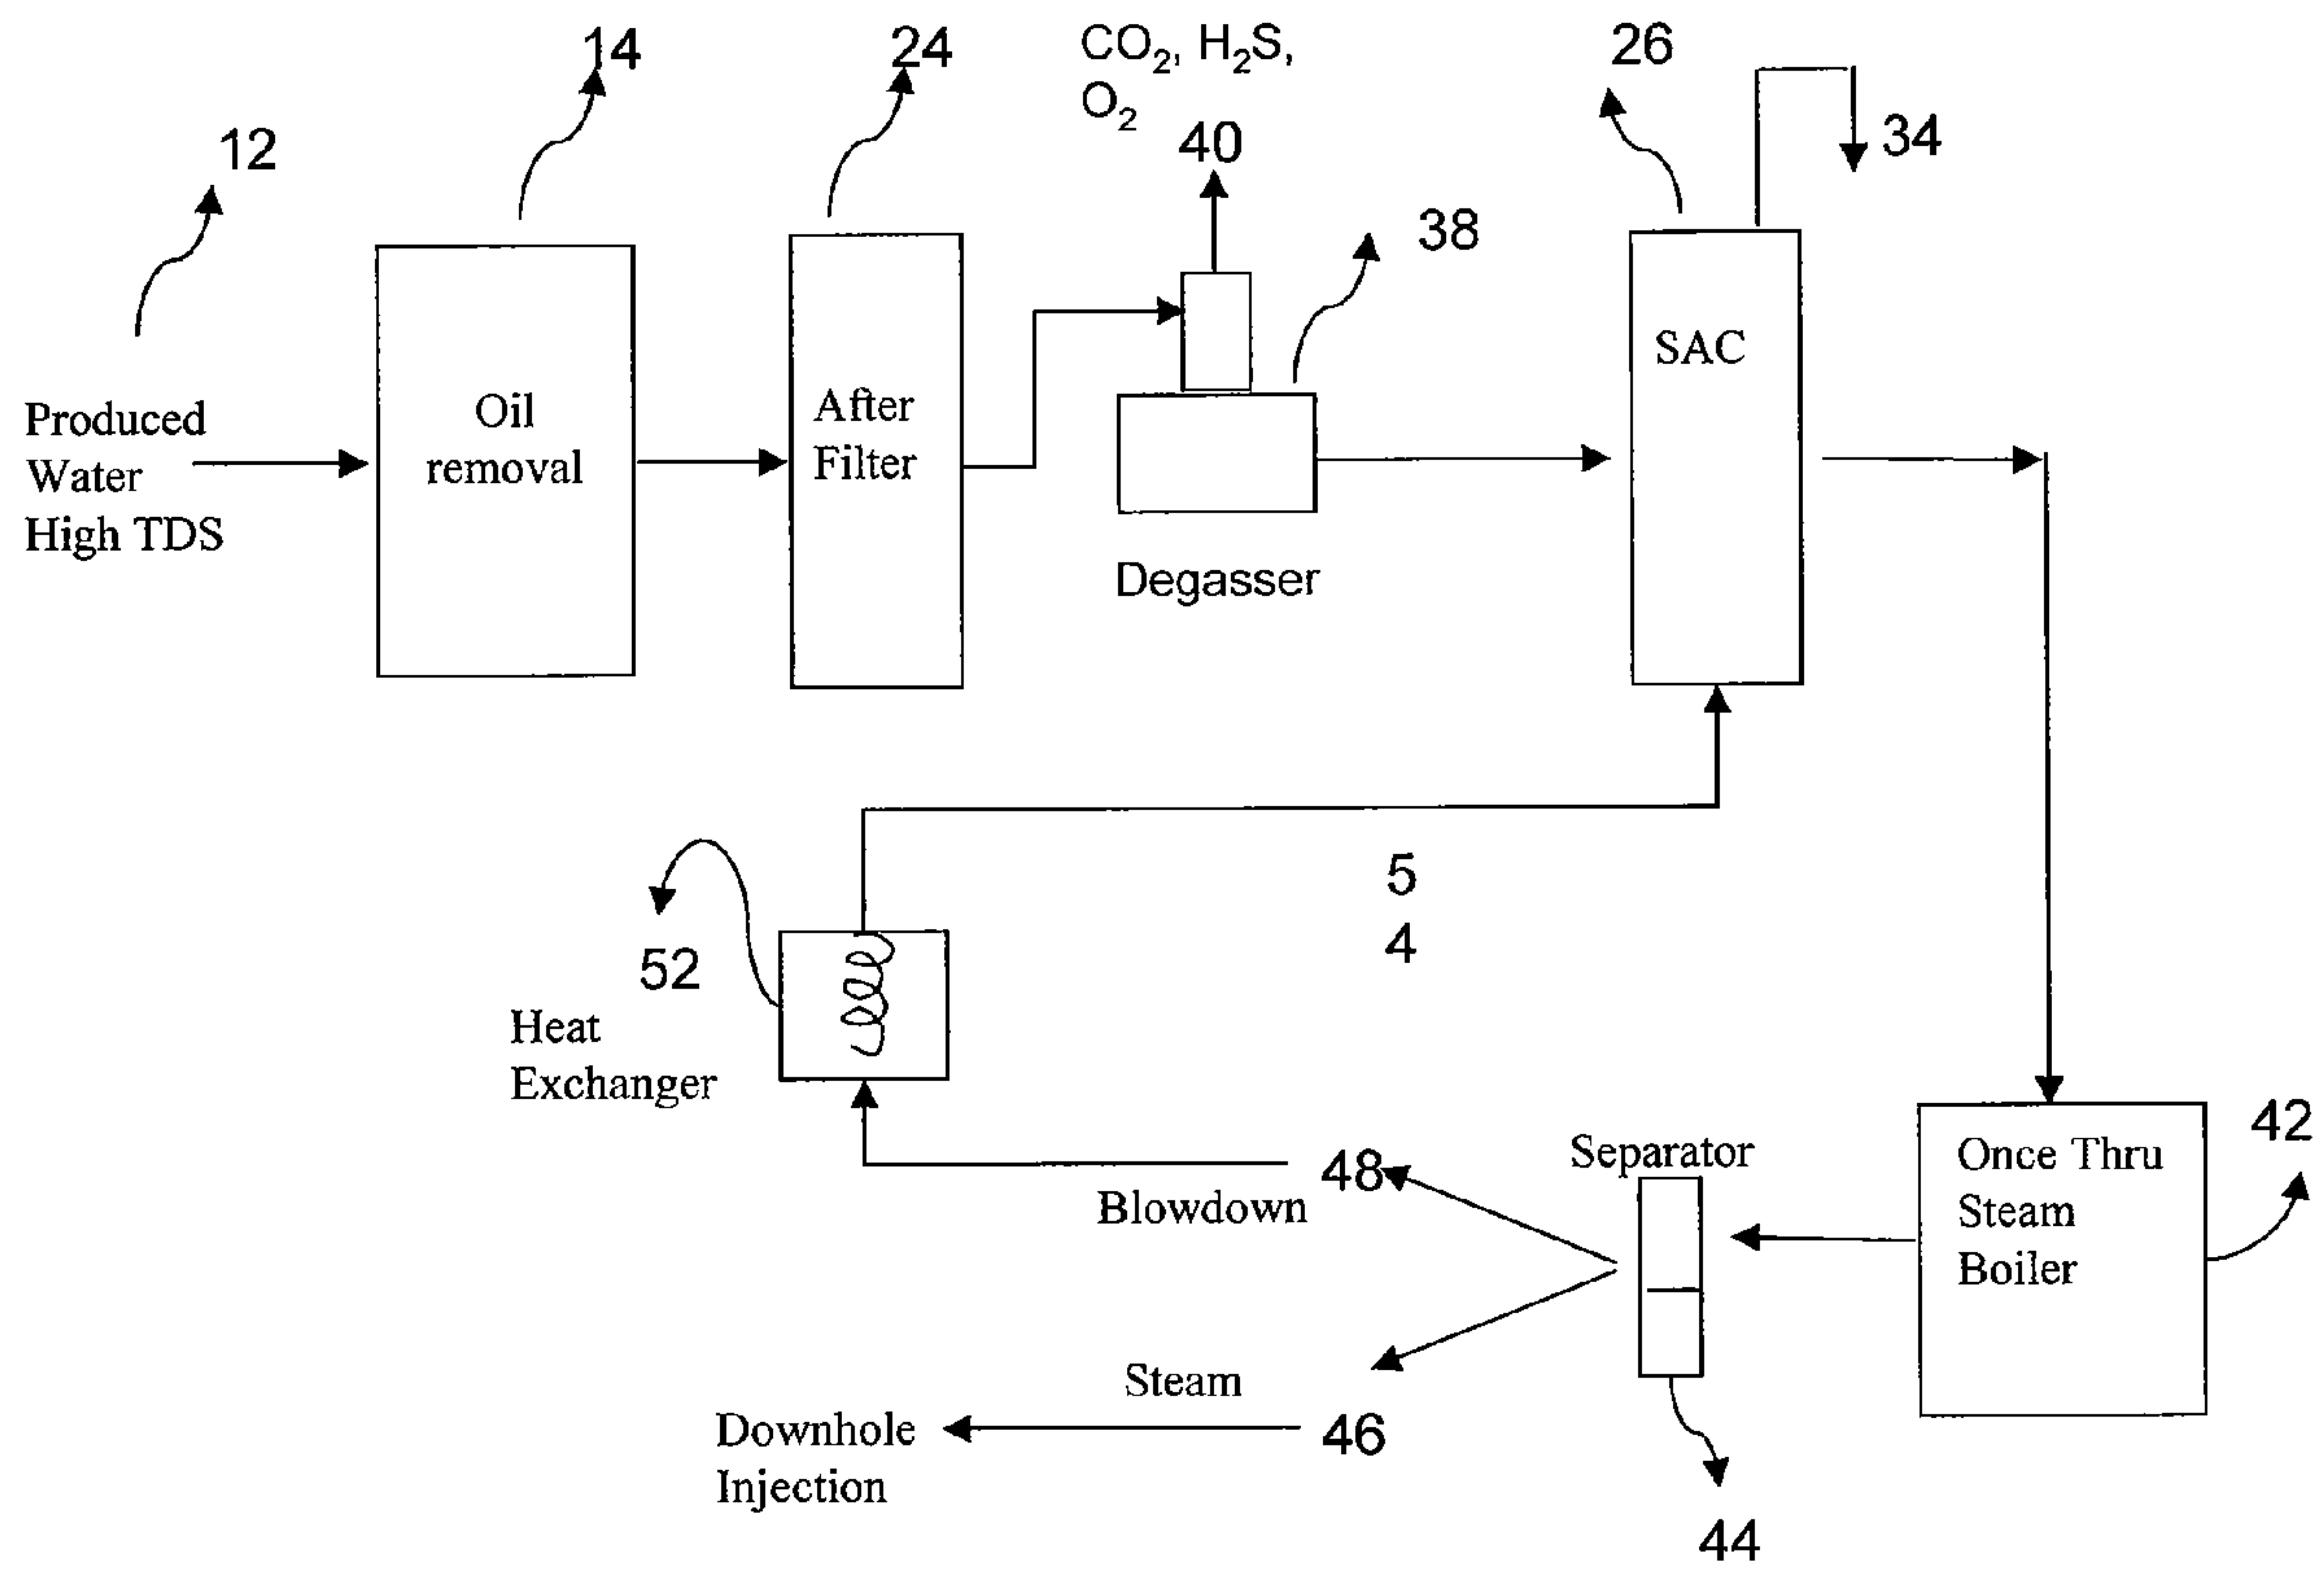 14
24
CO2, H2S,
O2
40
26
34
12
38
Produced
Water
High TDS
Oil
removal
After
Filter
Degasser
SAC
5
4
52
Heat
Exchanger
Blowdown
48
Separator
Once Thru
Steam
Boiler
42
Steam
46
Downhole
Injection
44